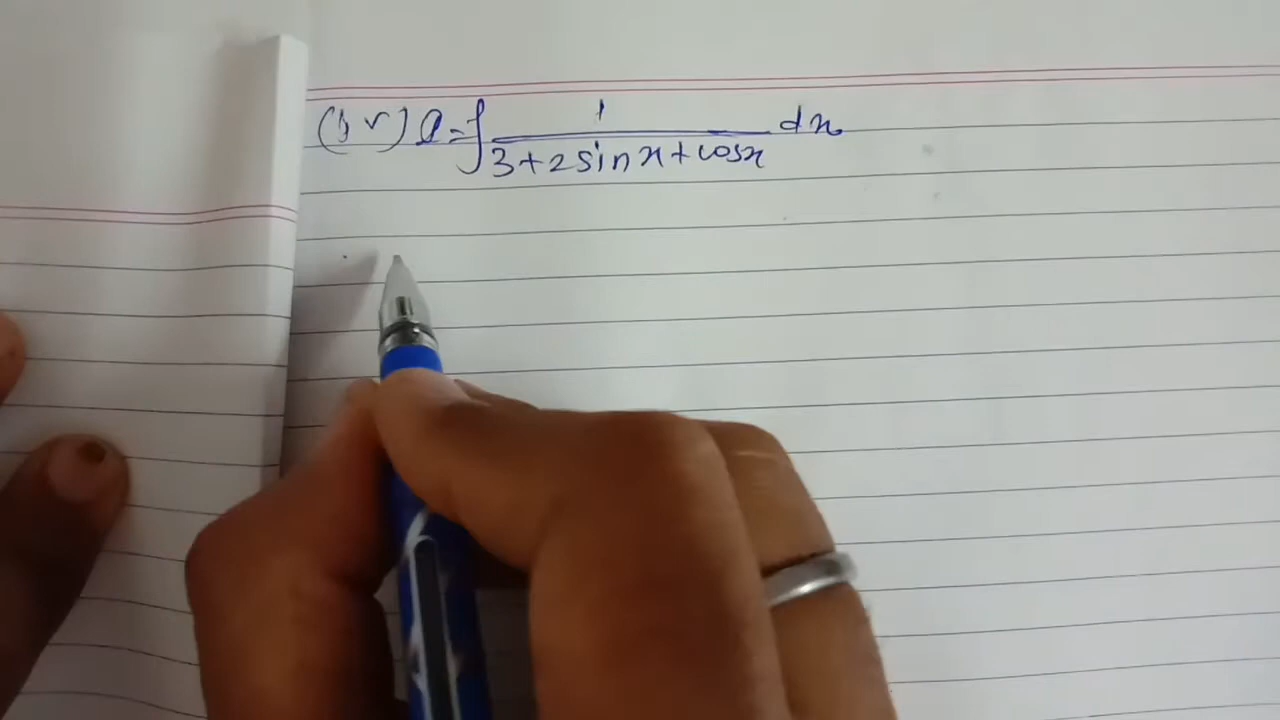 (iv) I = ∫ 1 / (3+2sinx+cosx) dx